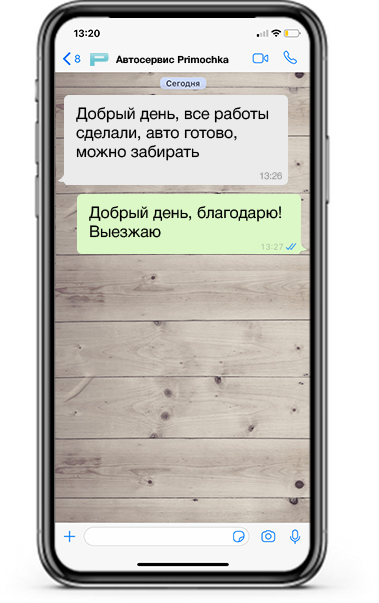 13:20
8
Автосервис Primochka
Сегодня
Добрый день, все работы
сделали, авто готово,
можно забирать
13:26
Добрый день, благодарю!
Выезжаю
13:27